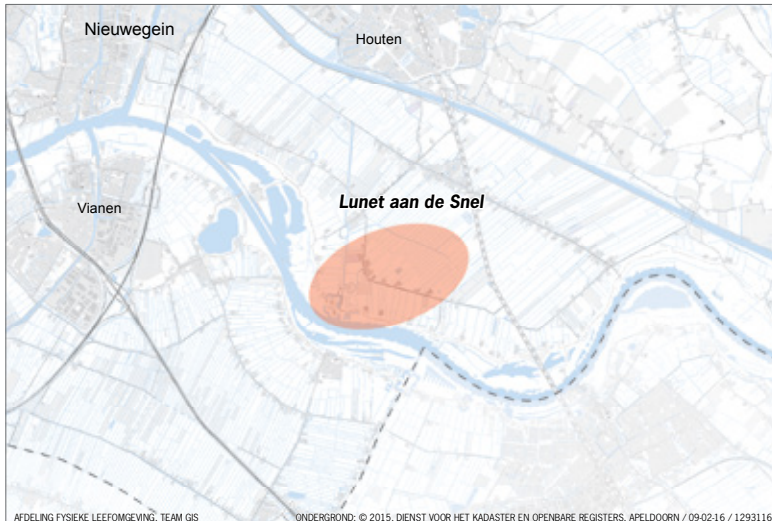 Nieuwegein
Houten
Lunet aan de Snel
Vianen
AFDELING FYSIEKE LEEFOMGEVING, TEAM GIS
ONDERGROND: © 2015, DIENST VOOR HET KADASTER EN OPENBARE REGISTERS, APELDOORN / 09-02-16 / 1293116